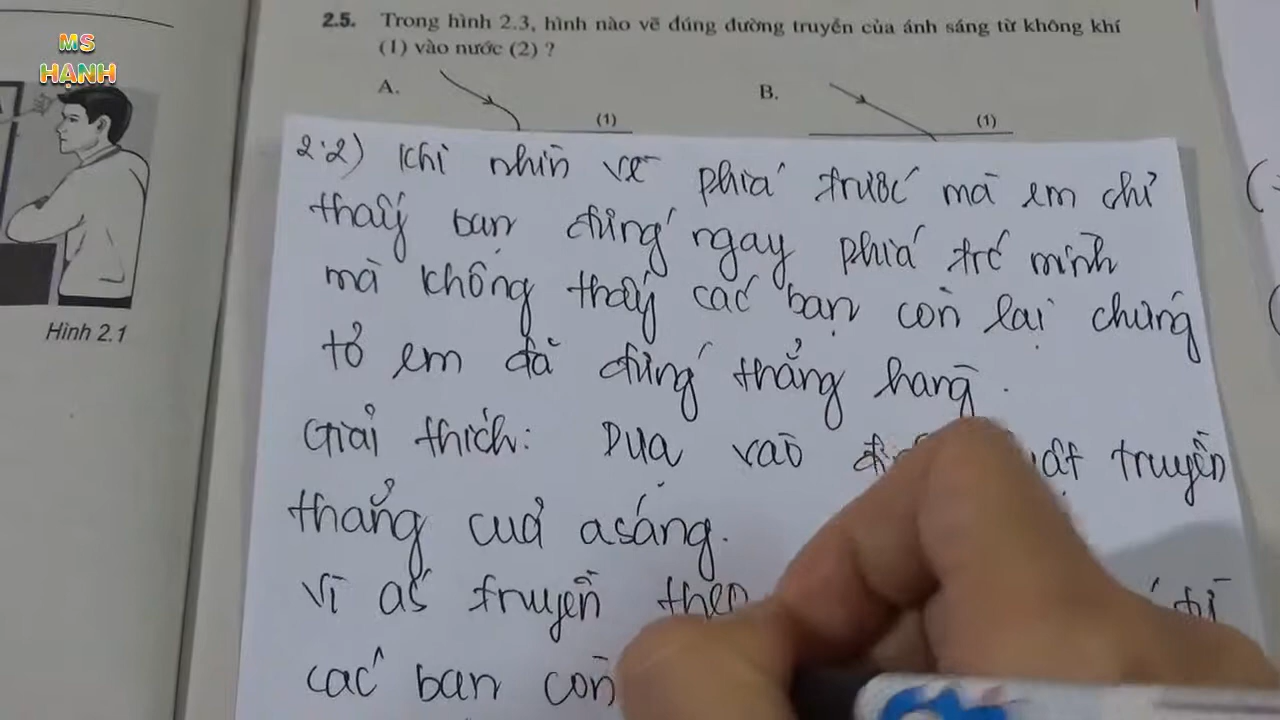 MS
HẠNH
2.5. Trong hình 2.3, hình nào vẽ đúng đường truyền của ánh sáng từ không khí
(1) vào nước (2) ?
A.
(1)
B.
(1)
Hình 2.1
2.2) Khi nhìn về phía trước mà em chỉ
thấy bạn đứng ngay phía trc mình
mà không thấy các bạn còn lại chứng
tỏ em đã đứng thẳng hàng.
Giải thích: Dựa vào truyền
thẳng của a sáng.
Vì as truyền theo
các bạn còn